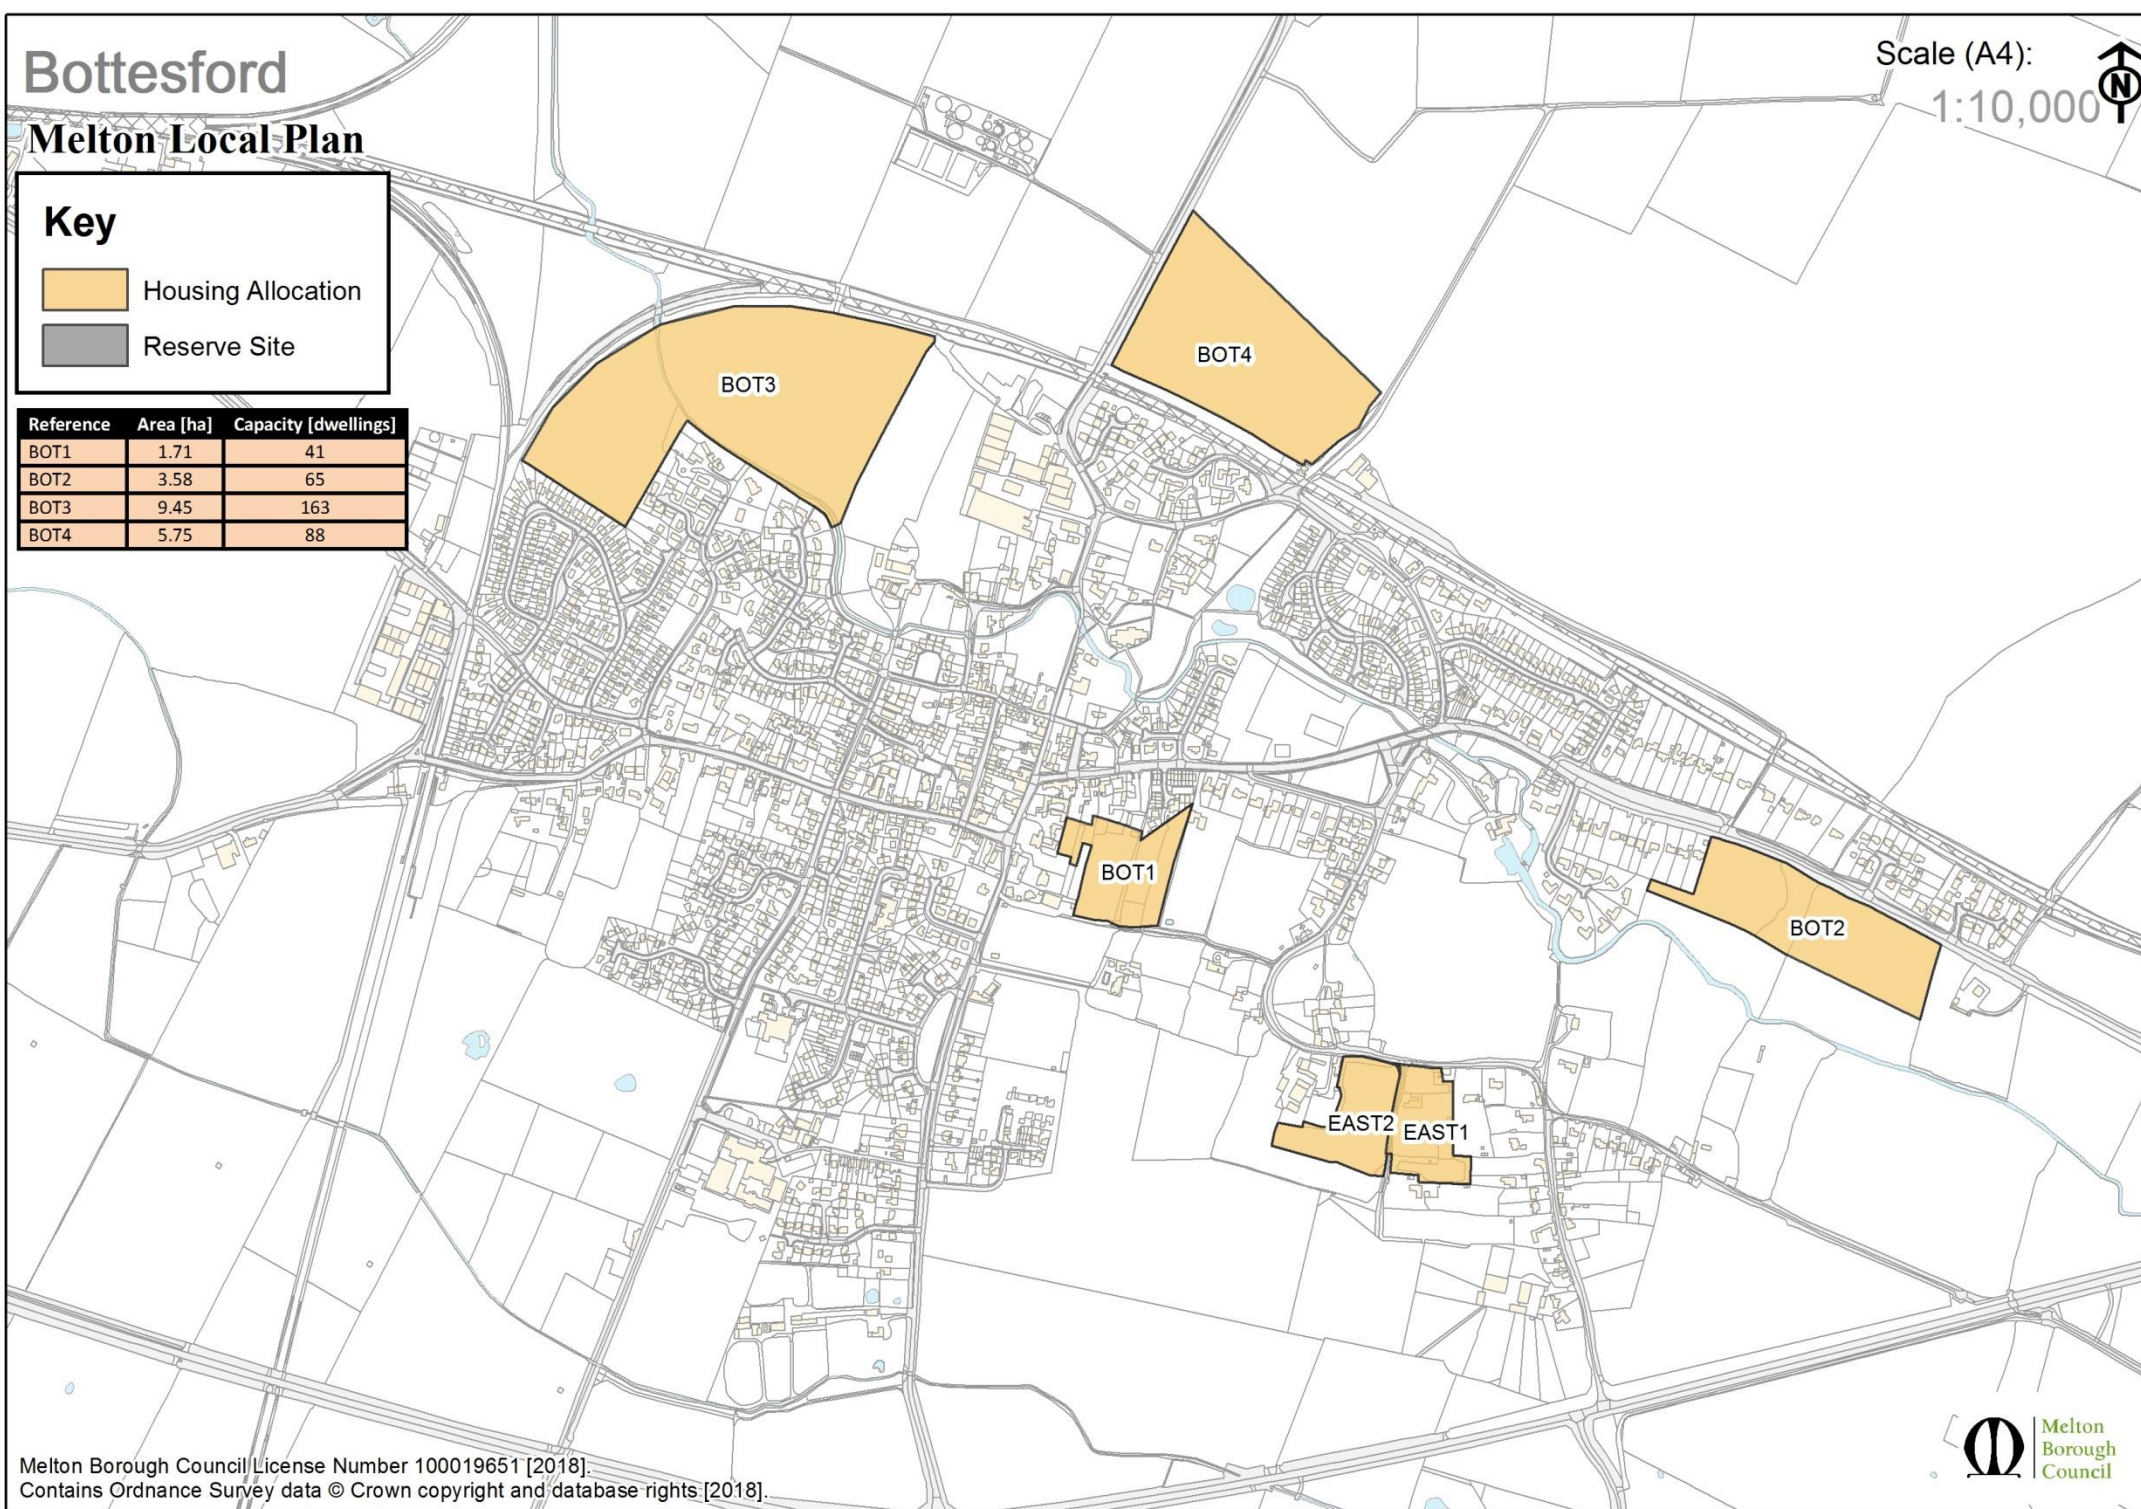 Bottesford
Melton Local Plan
Scale (A4):
1:10,000
N
Key
Housing Allocation
Reserve Site
Reference Area [ha] Capacity [dwellings]
BOT1 1.71 41
BOT2 3.58 65
BOT3 9.45 163
BOT4 5.75 88
BOT4
BOT3
BOT1
BOT2
EAST2
EAST1
Melton Borough Council License Number 100019651 [2018].
Contains Ordnance Survey data © Crown copyright and database rights [2018].
Melton
Borough
Council